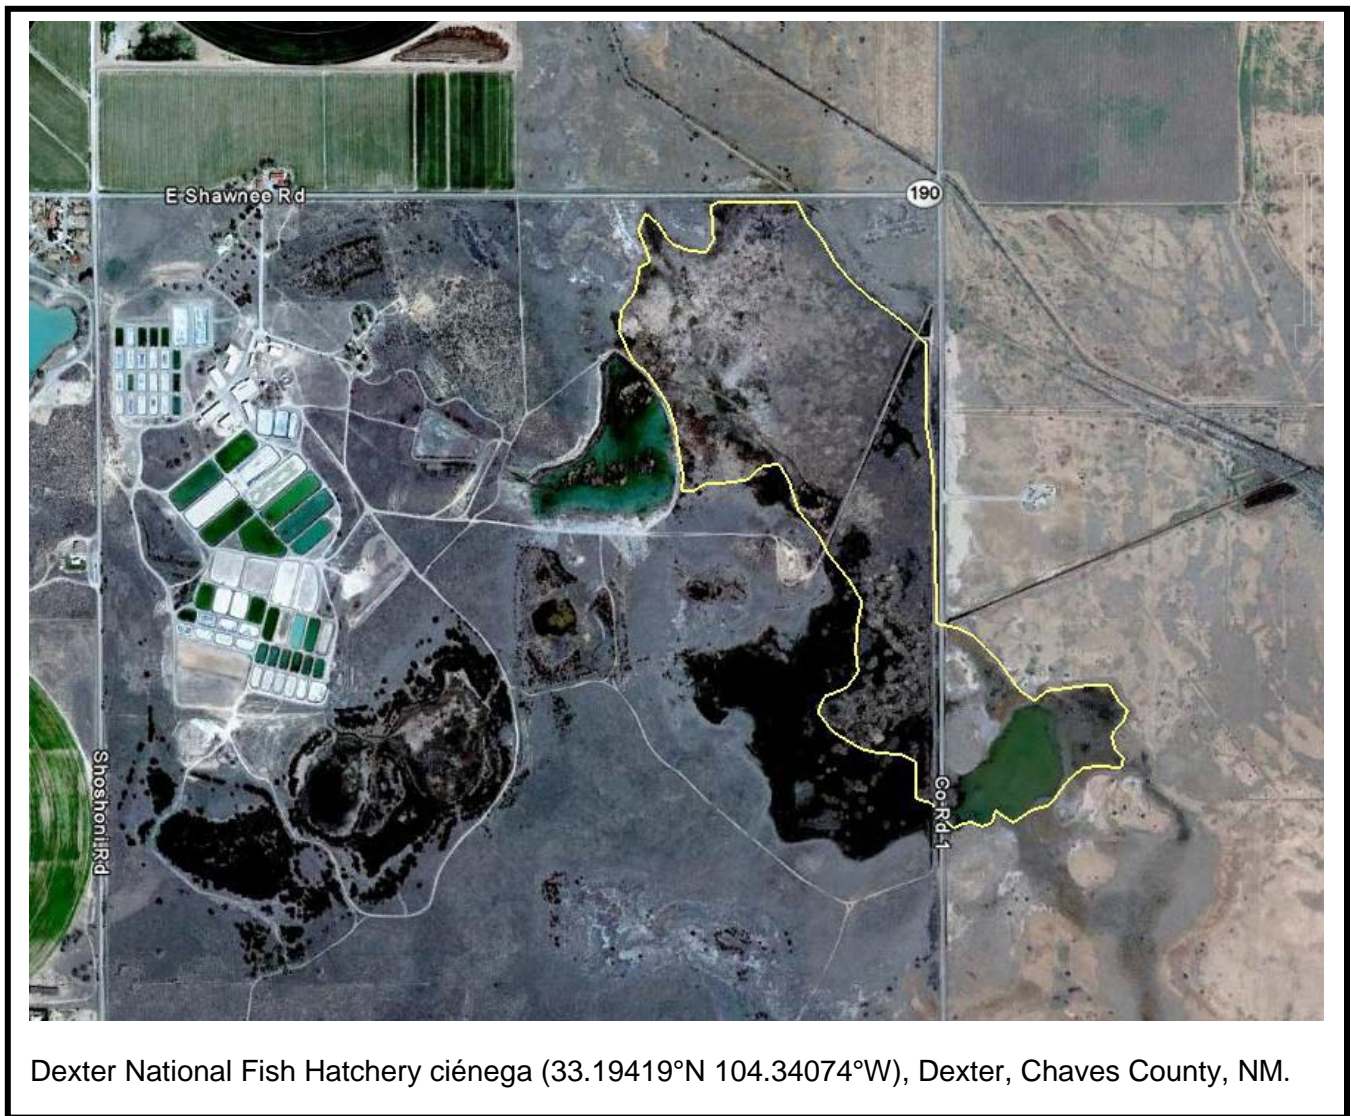 E Shawnee Rd
190
Shoshoni Rd
Co Rd 1
Dexter National Fish Hatchery ciénega (33.19419°N 104.34074°W), Dexter, Chaves County, NM.